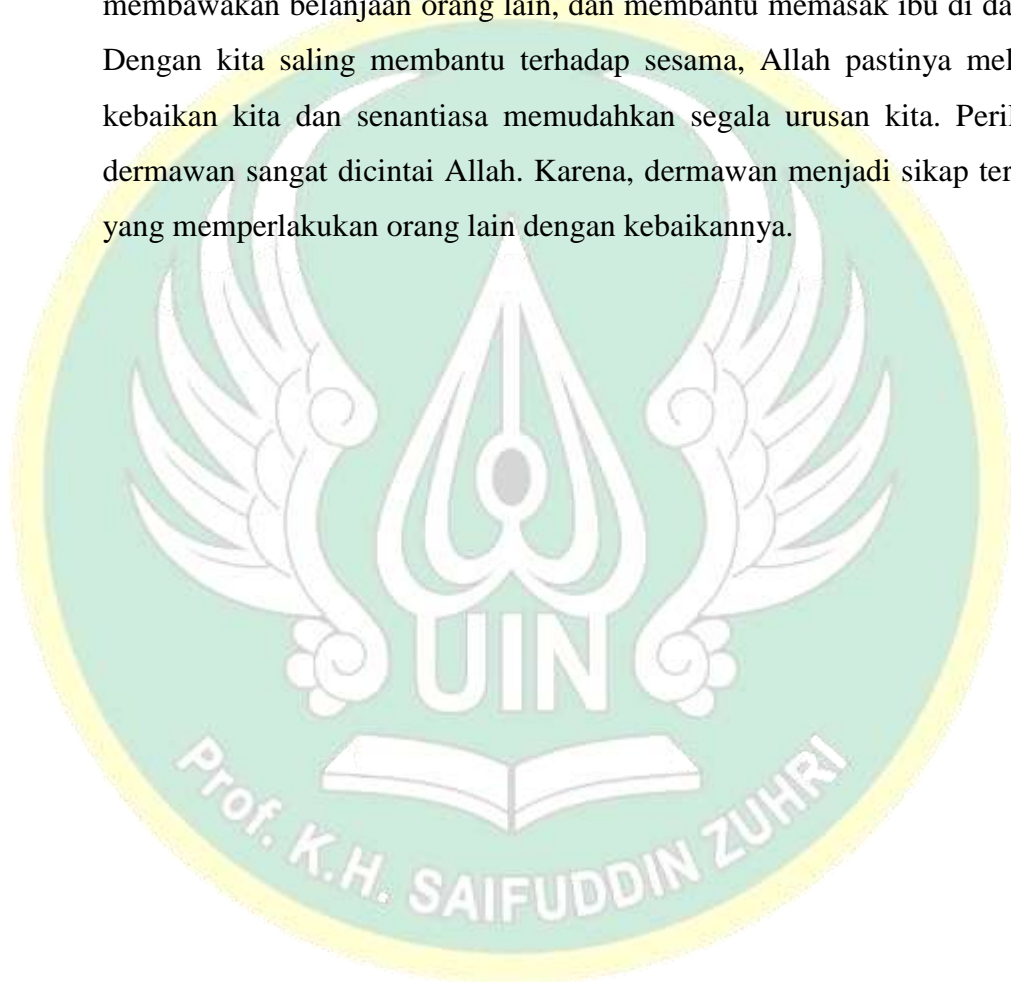 membawakan belanjaan orang lain, dan membantu memasak ibu di da
Dengan kita saling membantu terhadap sesama, Allah pastinya mel
kebaikan kita dan senantiasa memudahkan segala urusan kita. Peril
dermawan sangat dicintai Allah. Karena, dermawan menjadi sikap ter
yang memperlakukan orang lain dengan kebaikannya.
UIN
Prof. K.H. SAIFUDDIN ZUHRI